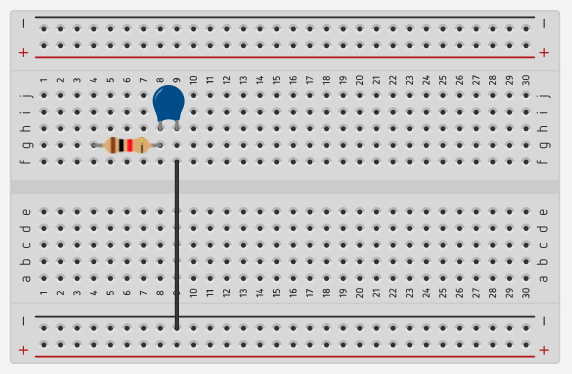 − −
+ +
1 2 3 4 5 6 7 8 9 10 11 12 13 14 15 16 17 18 19 20 21 22 23 24 25 26 27 28 29 30
j j
i i
h h
g g
f f
e e
d d
c c
b b
a a
1 2 3 4 5 6 7 8 9 10 11 12 13 14 15 16 17 18 19 20 21 22 23 24 25 26 27 28 29 30
− −
+ +